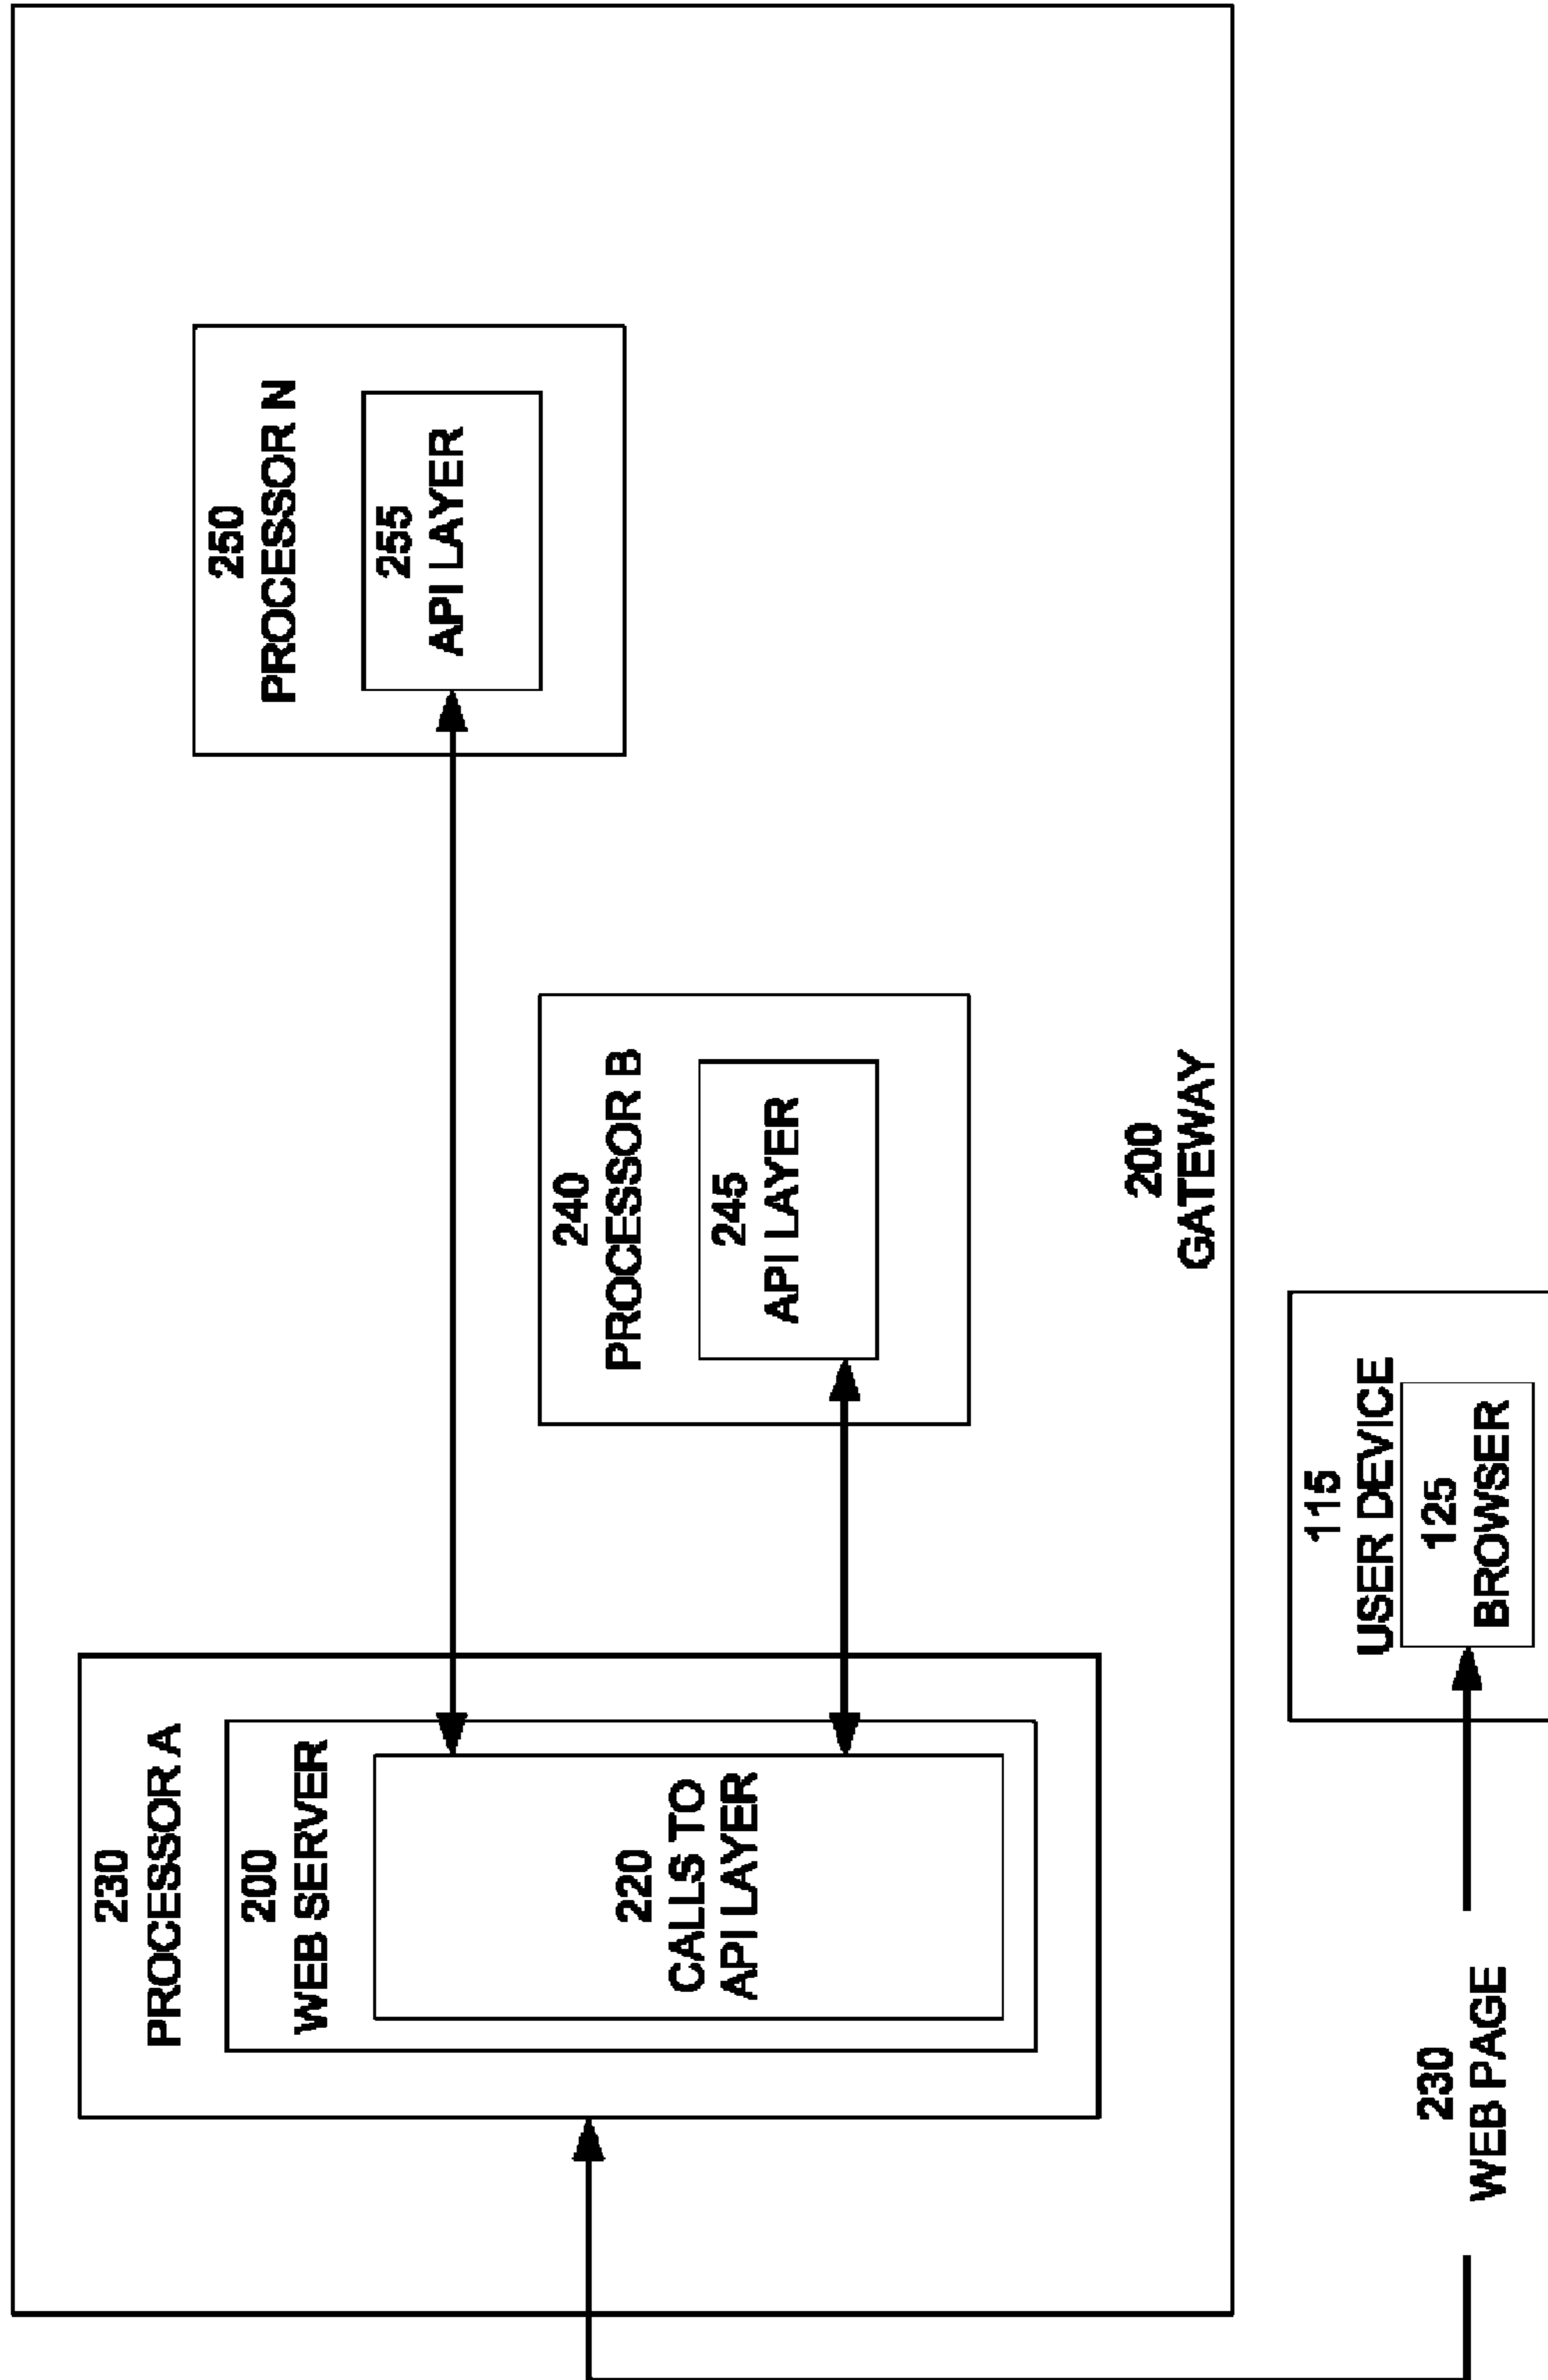 230
PROCESSOR A
200
WEB SERVER
220
CALLS TO
API LAYER
240
PROCESSOR B
245
API LAYER
250
PROCESSOR N
255
API LAYER
200
GATEWAY
230
WEB PAGE
115
USER DEVICE
125
BROWSER